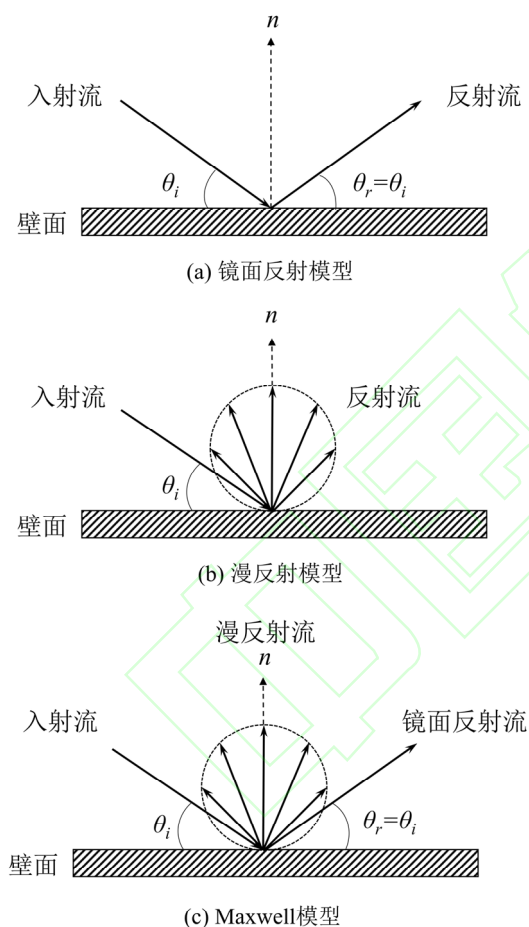 n
入射流
反射流
θi
θr=θi
壁面
(a) 镜面反射模型
n
入射流
反射流
θi
壁面
(b) 漫反射模型
漫反射流
n
入射流
镜面反射流
θi
θr=θi
壁面
(c) Maxwell模型